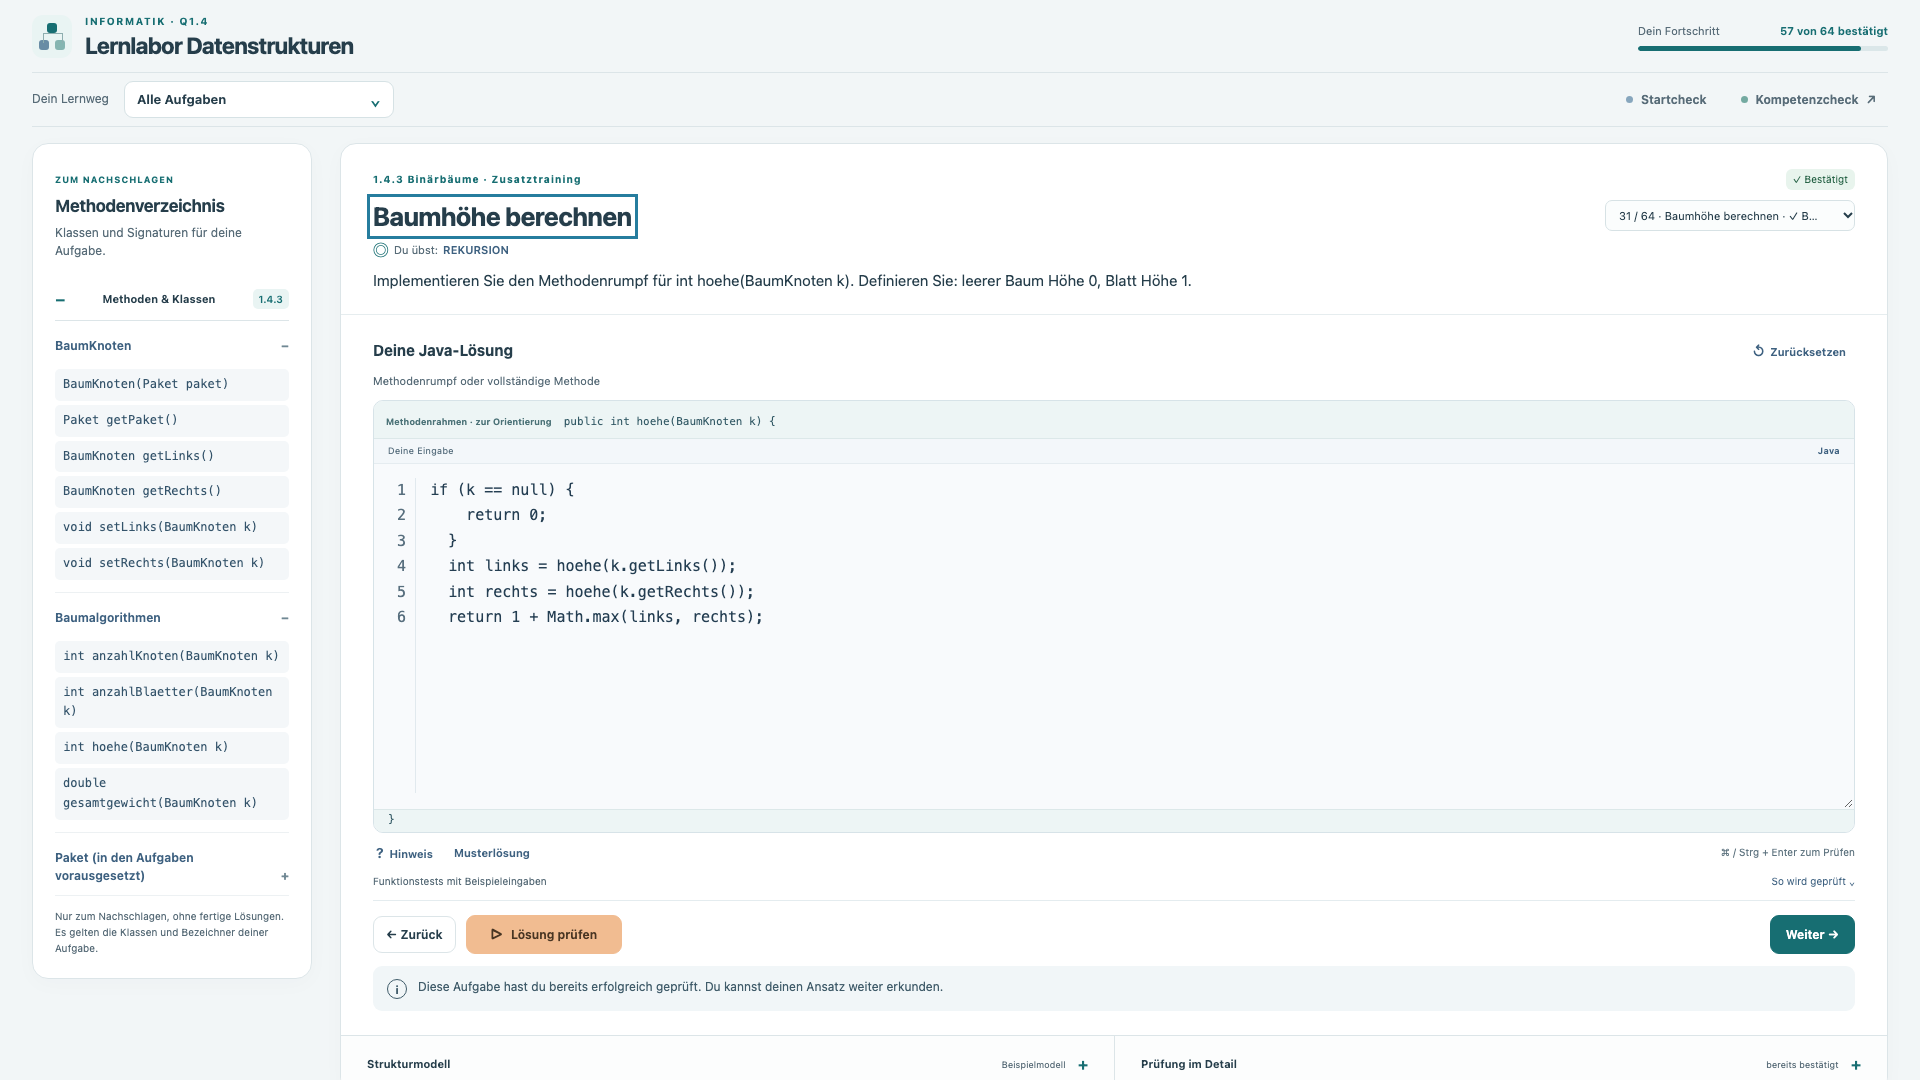 INFORMATIK · Q1.4
Lernlabor Datenstrukturen
Dein Fortschritt
57 von 64 bestätigt
Dein Lernweg
Alle Aufgaben
Startcheck
Kompetenzcheck ↗
ZUM NACHSCHLAGEN
Methodenverzeichnis
Klassen und Signaturen für deine
Aufgabe.
− Methoden & Klassen 1.4.3
BaumKnoten −
BaumKnoten(Paket paket)
Paket getPaket()
BaumKnoten getLinks()
BaumKnoten getRechts()
void setLinks(BaumKnoten k)
void setRechts(BaumKnoten k)
Baumalgorithmen −
int anzahlKnoten(BaumKnoten k)
int anzahlBlaetter(BaumKnoten
k)
int hoehe(BaumKnoten k)
double
gesamtgewicht(BaumKnoten k)
Paket (in den Aufgaben
vorausgesetzt) +
Nur zum Nachschlagen, ohne fertige Lösungen.
Es gelten die Klassen und Bezeichner deiner
Aufgabe.
1.4.3 Binärbäume · Zusatztraining
✓ Bestätigt
Baumhöhe berechnen
31 / 64 · Baumhöhe berechnen · ✓ B...
Du übst: REKURSION
Implementieren Sie den Methodenrumpf für int hoehe(BaumKnoten k). Definieren Sie: leerer Baum Höhe 0, Blatt Höhe 1.
Deine Java-Lösung
↺ Zurücksetzen
Methodenrumpf oder vollständige Methode
Methodenrahmen · zur Orientierung public int hoehe(BaumKnoten k) {
Deine Eingabe
Java
1 if (k == null) {
2 return 0;
3 }
4 int links = hoehe(k.getLinks());
5 int rechts = hoehe(k.getRechts());
6 return 1 + Math.max(links, rechts);
}
? Hinweis
Musterlösung
⌘ / Strg + Enter zum Prüfen
Funktionstests mit Beispieleingaben
So wird geprüft ⌄
← Zurück
▷ Lösung prüfen
Weiter →
Diese Aufgabe hast du bereits erfolgreich geprüft. Du kannst deinen Ansatz weiter erkunden.
Strukturmodell
Beispielmodell +
Prüfung im Detail
bereits bestätigt +